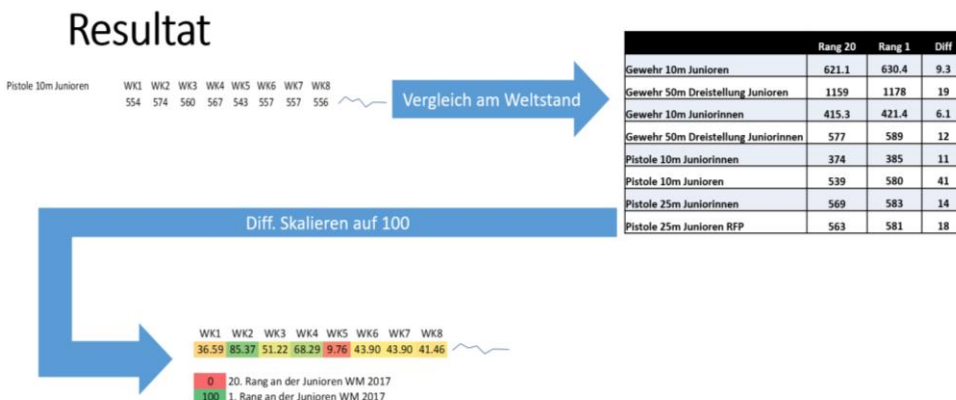 Resultat
Pistole 10m Junioren WK1 WK2 WK3 WK4 WK5 WK6 WK7 WK8
554 574 560 567 543 557 557 556
Vergleich am Weltstand
Rang 20 Rang 1 Diff
Gewehr 10m Junioren 621.1 630.4 9.3
Gewehr 50m Dreistellung Junioren 1159 1178 19
Gewehr 10m Juniorinnen 415.3 421.4 6.1
Gewehr 50m Dreistellung Juniorinnen 577 589 12
Pistole 10m Juniorinnen 374 385 11
Pistole 10m Junioren 539 580 41
Pistole 25m Juniorinnen 569 583 14
Pistole 25m Junioren RFP 563 581 18
Diff. Skalieren auf 100
WK1 WK2 WK3 WK4 WK5 WK6 WK7 WK8
36.59 85.37 51.22 68.29 9.76 43.90 43.90 41.46
0 20. Rang an der Junioren WM 2017
100 1. Rang an der Junioren WM 2017